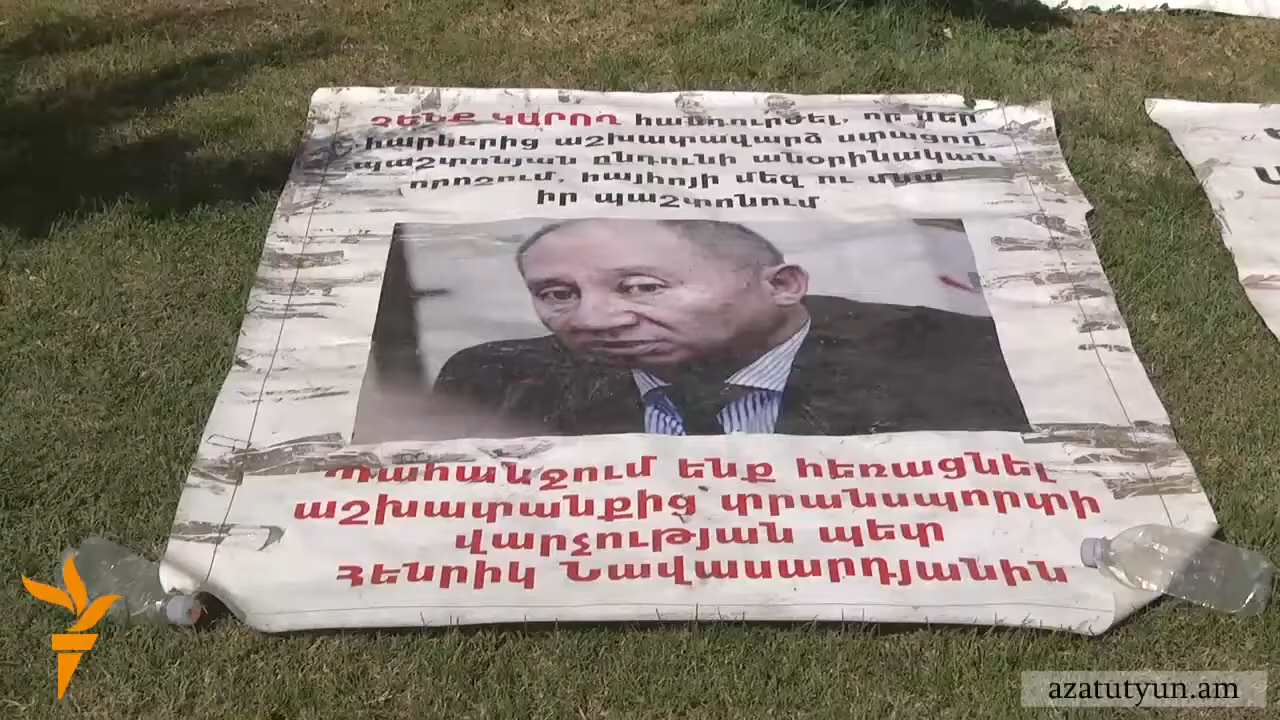 ՉԵՆՔ ԿԱՐՈՂ հանդուրժել, որ մեր
հարկերից աշխատավարձ ստացող
պաշտոնյան ընդունի անօրինական
որոշում, հայհոյի մեզ ու մնա
իր պաշտոնում
Պահանջում ենք հեռացնել
աշխատանքից տրանսպորտի
վարչության պետ
Հենրիկ Նավասարդյանին
azatutyun.am